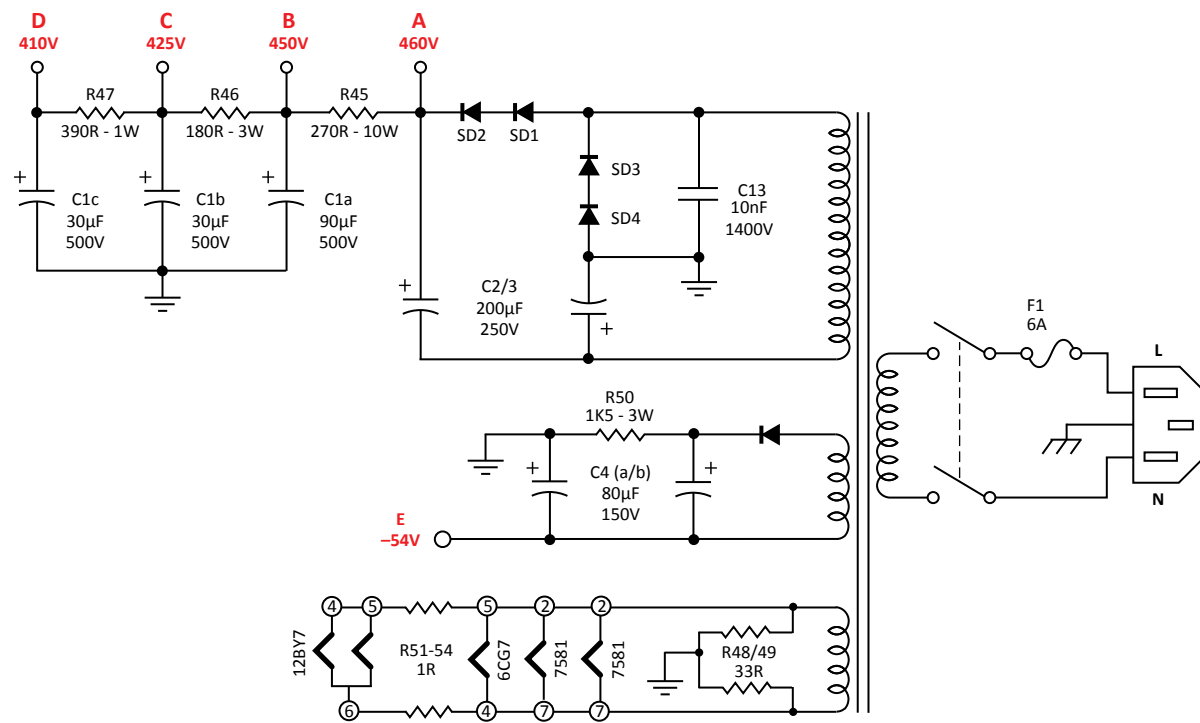 D
410V
C
425V
B
450V
A
460V
R47
390R - 1W
R46
180R - 3W
R45
270R - 10W
SD2
SD1
SD3
SD4
+
C1c
30µF
500V
+
C1b
30µF
500V
+
C1a
90µF
500V
C13
10nF
1400V
+
C2/3
200µF
250V
+
F1
6A
L
N
R50
1K5 - 3W
+
C4 (a/b)
80µF
150V
+
E
–54V
4
5
5
2
2
12BY7
R51-54
1R
6CG7
7581
7581
R48/49
33R
6
4
7
7